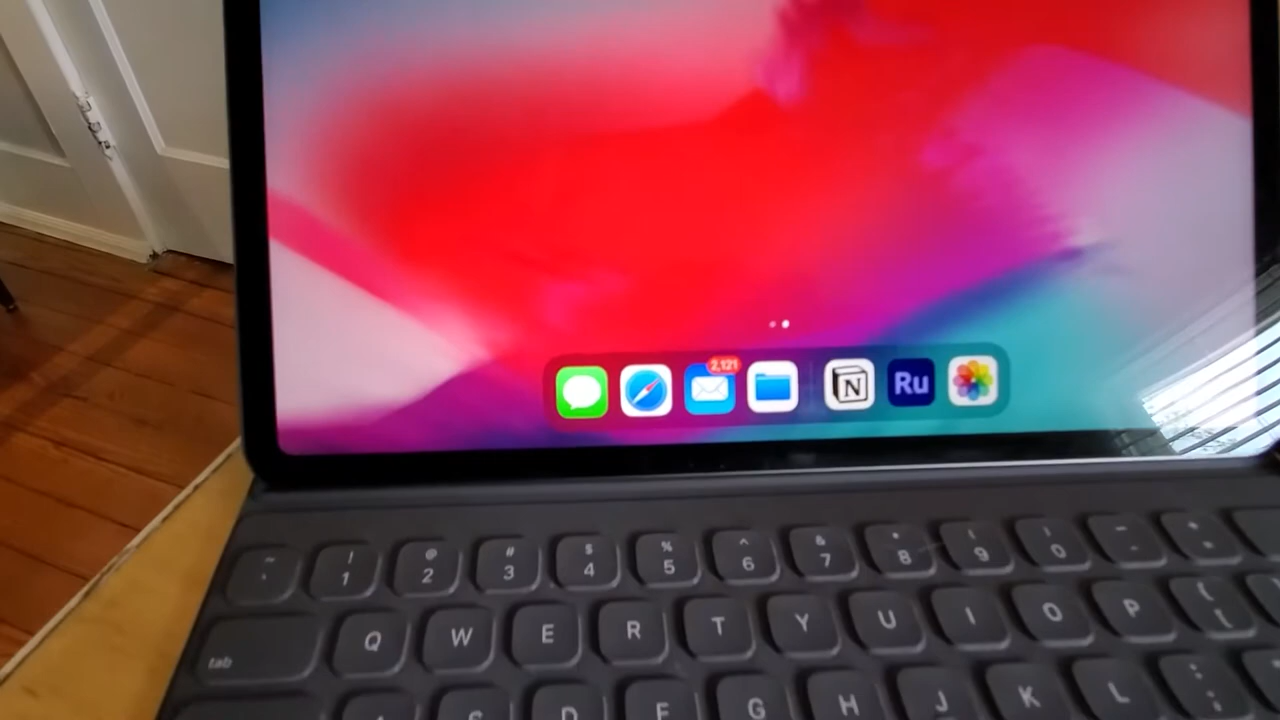 2,121
N
Ru
~ ! @ # $ % ^ & * ( ) _ +
` 1 2 3 4 5 6 7 8 9 0 - =
tab Q W E R T Y U I O P { [
S D F G H J K L : ;